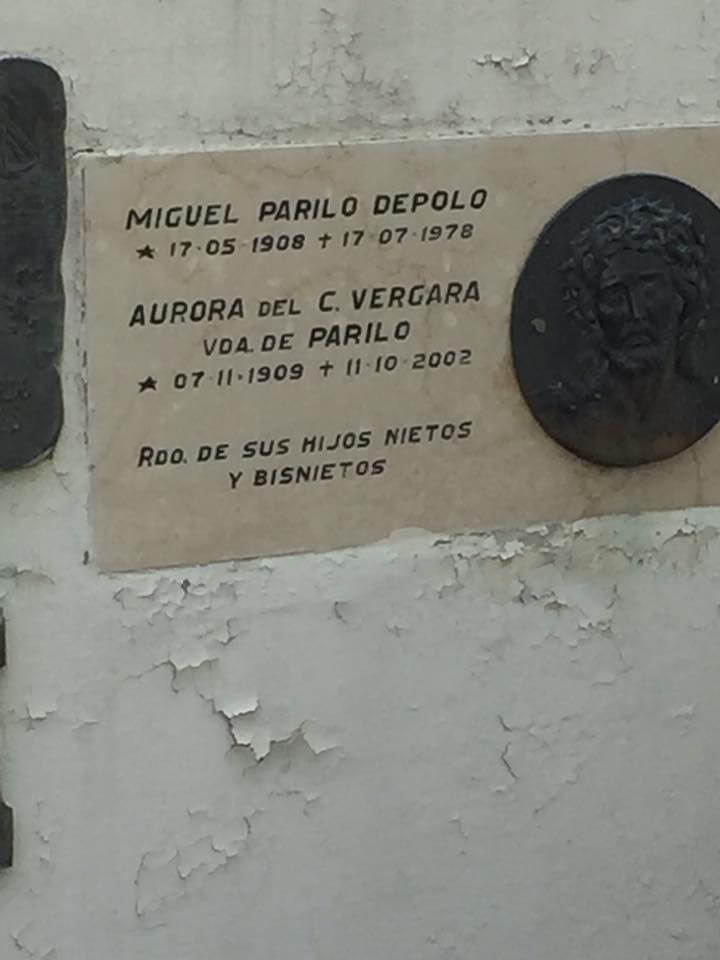 MIGUEL PARILO DEPOLO
★ 17·05·1908 ✝ 17·07·1978
AURORA DEL C. VERGARA
VDA. DE PARILO
★ 07·11·1909 ✝ 11·10·2002
RDO. DE SUS HIJOS NIETOS
Y BISNIETOS